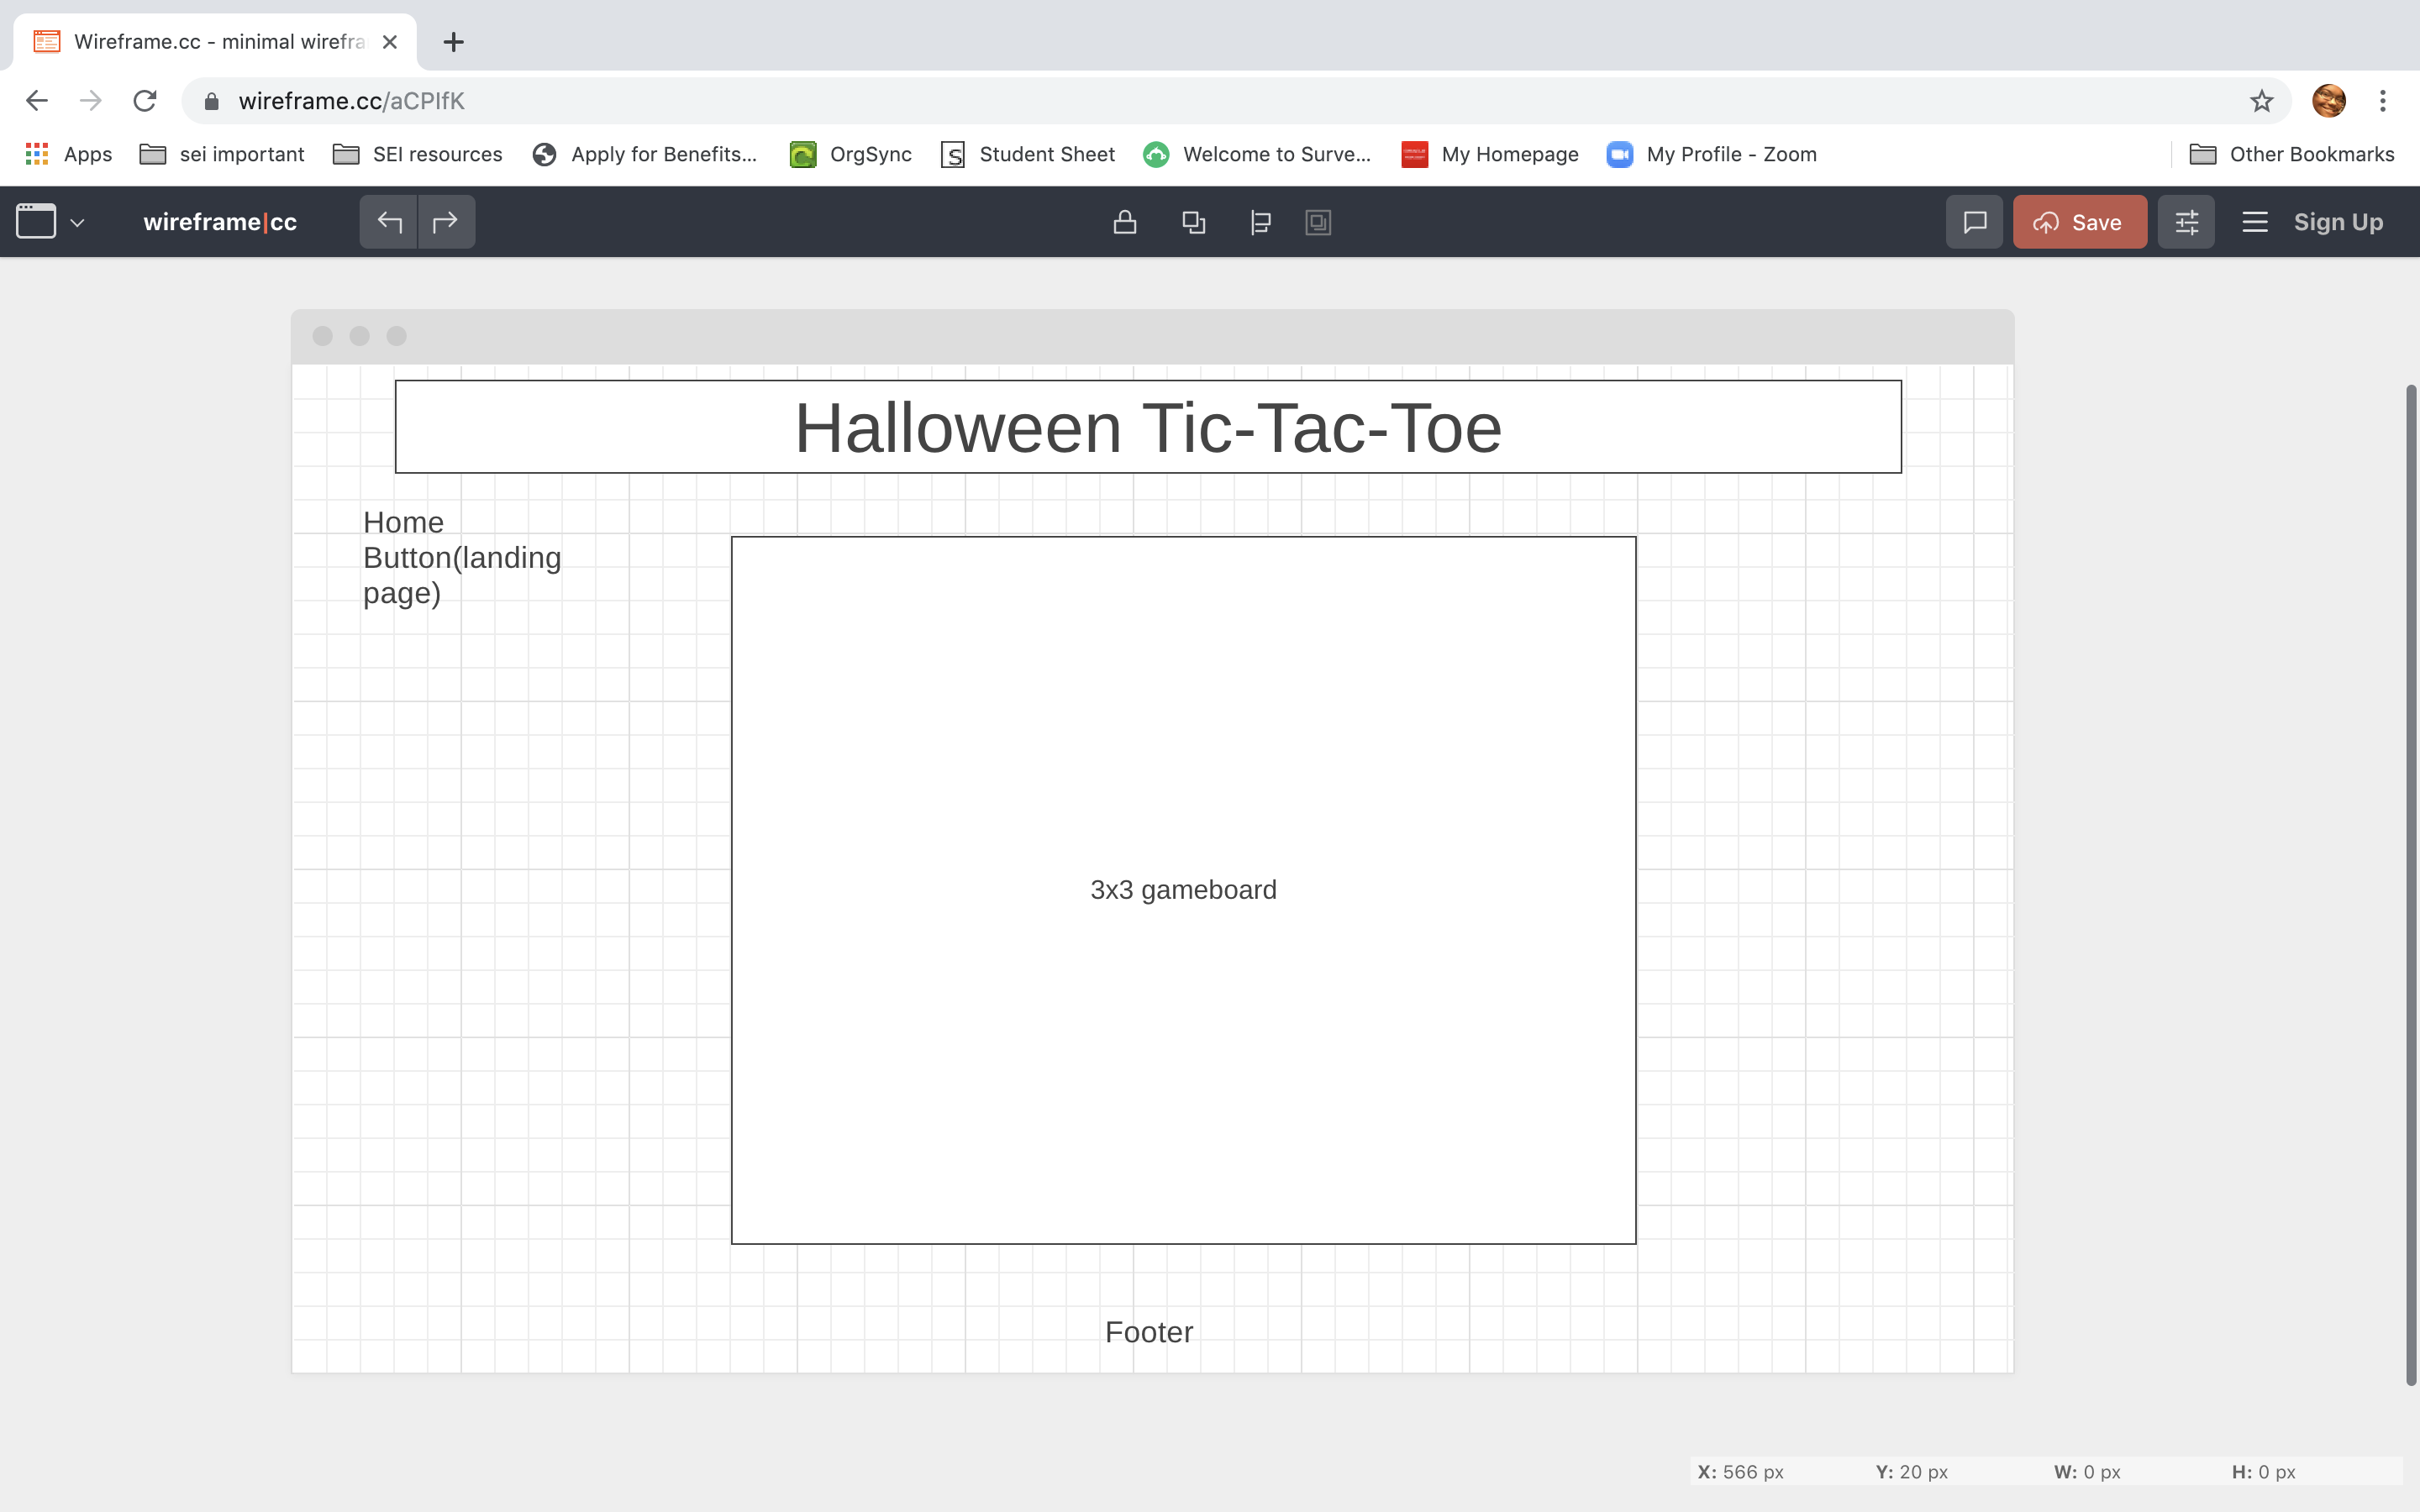 Wireframe.cc - minimal wirefra
wireframe.cc/aCPIfK
Apps sei important SEI resources Apply for Benefits... OrgSync Student Sheet Welcome to Surve... My Homepage My Profile - Zoom Other Bookmarks
wireframe|cc Save Sign Up
Halloween Tic-Tac-Toe
Home
Button(landing
page)
3x3 gameboard
Footer
X: 566 px Y: 20 px W: 0 px H: 0 px